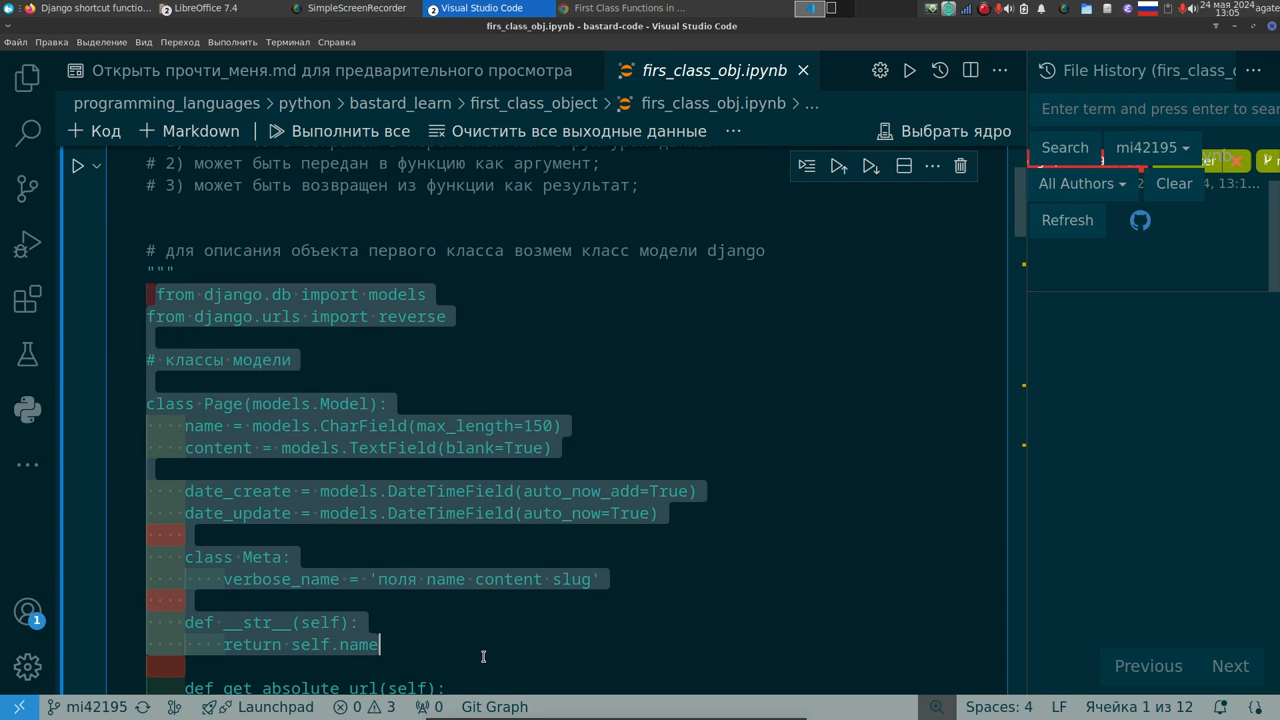 Django shortcut functio...
LibreOffice 7.4
SimpleScreenRecorder
Visual Studio Code
First Class Functions in ...
24 мая 2024
13:05
agate
firs_class_obj.ipynb - bastard-code - Visual Studio Code
Файл Правка Выделение Вид Переход Выполнить Терминал Справка
Открыть прочти_меня.md для предварительного просмотра
firs_class_obj.ipynb
File History (firs_class_c
programming_languages > python > bastard_learn > first_class_object > firs_class_obj.ipynb > ...
Enter term and press enter to sear
+ Код + Markdown Выполнить все Очистить все выходные данные ... Выбрать ядро
Search mi42195
All Authors Clear
4, 13:1...
Refresh
# 2) может быть передан в функцию как аргумент;
# 3) может быть возвращен из функции как результат;
# для описания объекта первого класса возмем класс модели django
"""
from django.db import models
from django.urls import reverse
# классы модели
class Page(models.Model):
name = models.CharField(max_length=150)
content = models.TextField(blank=True)
date_create = models.DateTimeField(auto_now_add=True)
date_update = models.DateTimeField(auto_now=True)
class Meta:
verbose_name = 'поля name content slug'
def __str__(self):
return self.name
def get_absolute_url(self):
1
Previous Next
mi42195 Launchpad 0 3 0 Git Graph Spaces: 4 LF Ячейка 1 из 12